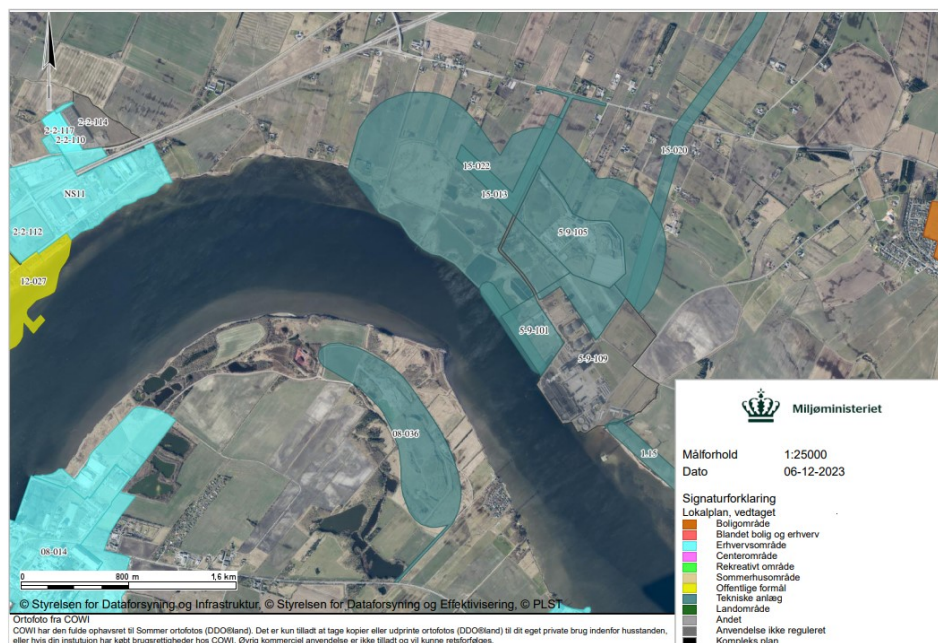 2-2-114
2-2-117
2-2-110
NS11
2-2-112
12-027
15-022
15-013
15-020
5-9-105
5-9-101
5-9-109
08-036
1.15
08-014
0 800 m 1,6 km
© Styrelsen for Dataforsyning og Infrastruktur, © Styrelsen for Dataforsyning og Effektivisering, © PLST
Miljøministeriet
Målforhold 1:25000
Dato 06-12-2023
Signaturforklaring
Lokalplan, vedtaget
Boligområde
Blandet bolig og erhverv
Erhvervsområde
Centerområde
Rekreativt område
Sommerhusområde
Offentlige formål
Tekniske anlæg
Landområde
Andet
Anvendelse ikke reguleret
Kompleks plan
Ortofoto fra COWI
COWI har den fulde ophavsret til Sommer ortofotos (DDO®land). Det er kun tilladt at tage kopier eller udprinte ortofotos (DDO®land) til dit eget private brug indenfor husstanden,
eller hvis din instutuion har købt brugsrettigheder hos COWI. Øvrig kommerciel anvendelse er ikke tilladt og vil kunne retsforfølges.